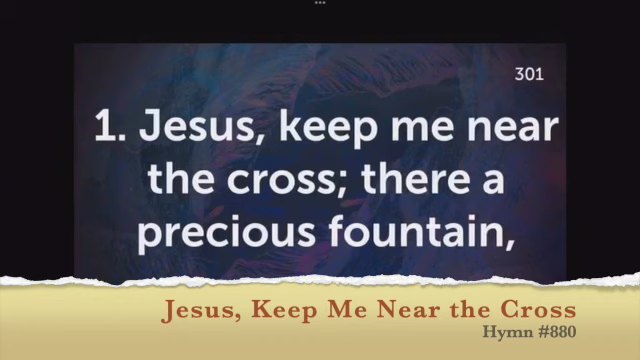 301
1. Jesus, keep me near
the cross; there a
precious fountain,
Jesus, Keep Me Near the Cross
Hymn #880